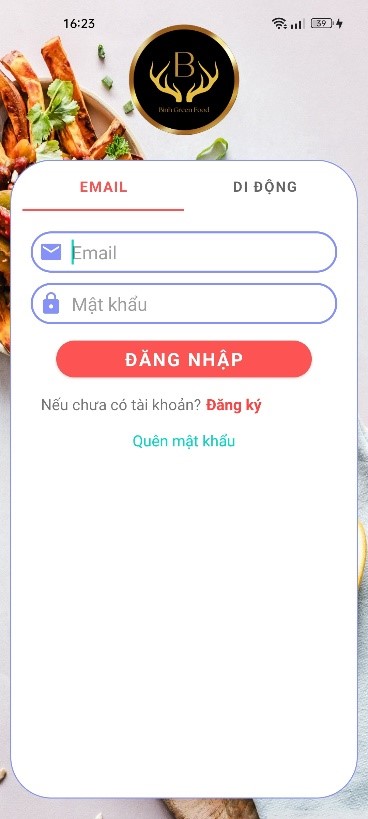 16:23
39
B
Binh Green Food
EMAIL
DI ĐỘNG
Email
Mật khẩu
ĐĂNG NHẬP
Nếu chưa có tài khoản? Đăng ký
Quên mật khẩu